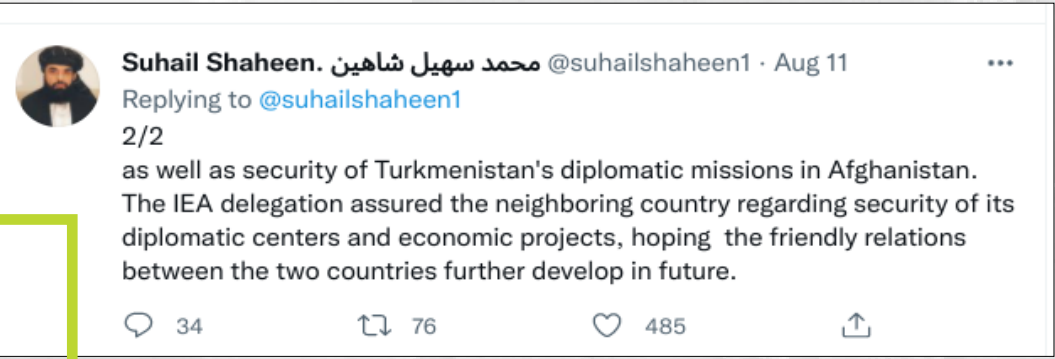 Suhail Shaheen. محمد سهیل شاهین @suhailshaheen1 · Aug 11
Replying to @suhailshaheen1
2/2
as well as security of Turkmenistan's diplomatic missions in Afghanistan.
The IEA delegation assured the neighboring country regarding security of its
diplomatic centers and economic projects, hoping  the friendly relations
between the two countries further develop in future.
34 76 485